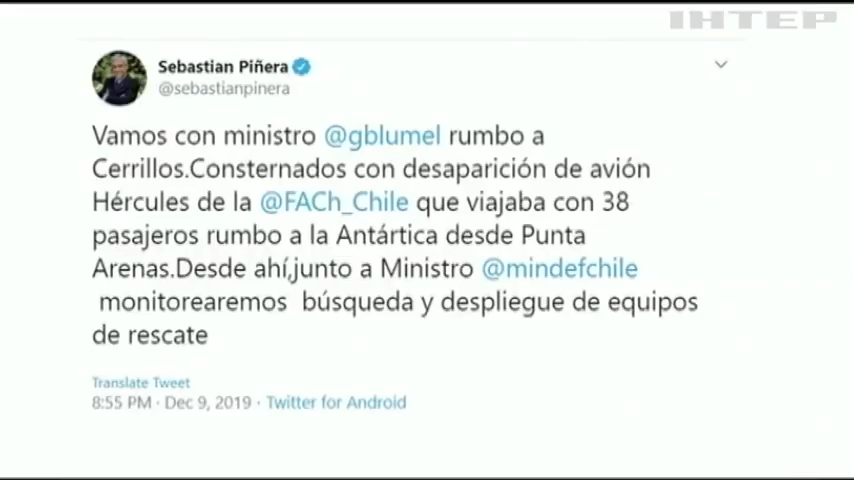 ІНТЕР
Sebastian Piñera
@sebastianpinera
Vamos con ministro @gblumel rumbo a
Cerrillos.Consternados con desaparición de avión
Hércules de la @FACh_Chile que viajaba con 38
pasajeros rumbo a la Antártica desde Punta
Arenas.Desde ahí,junto a Ministro @mindefchile
monitorearemos búsqueda y despliegue de equipos
de rescate
Translate Tweet
8:55 PM · Dec 9, 2019 · Twitter for Android